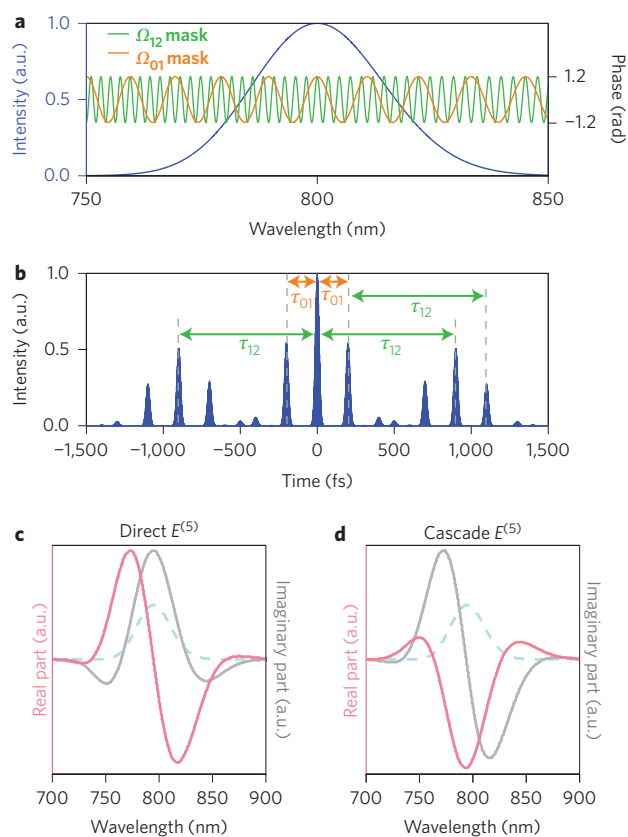 a
Intensity (a.u.)
1.0
0.5
0.0
Ω12 mask
Ω01 mask
1.2
−1.2
Phase (rad)
750
800
850
Wavelength (nm)
b
Intensity (a.u.)
1.0
0.5
0.0
τ01 τ01
τ12
τ12 τ12
−1,500 −1,000 −500 0 500 1,000 1,500
Time (fs)
c
Direct E(5)
Real part (a.u.)
Imaginary part (a.u.)
700 750 800 850 900
Wavelength (nm)
d
Cascade E(5)
Real part (a.u.)
Imaginary part (a.u.)
700 750 800 850 900
Wavelength (nm)